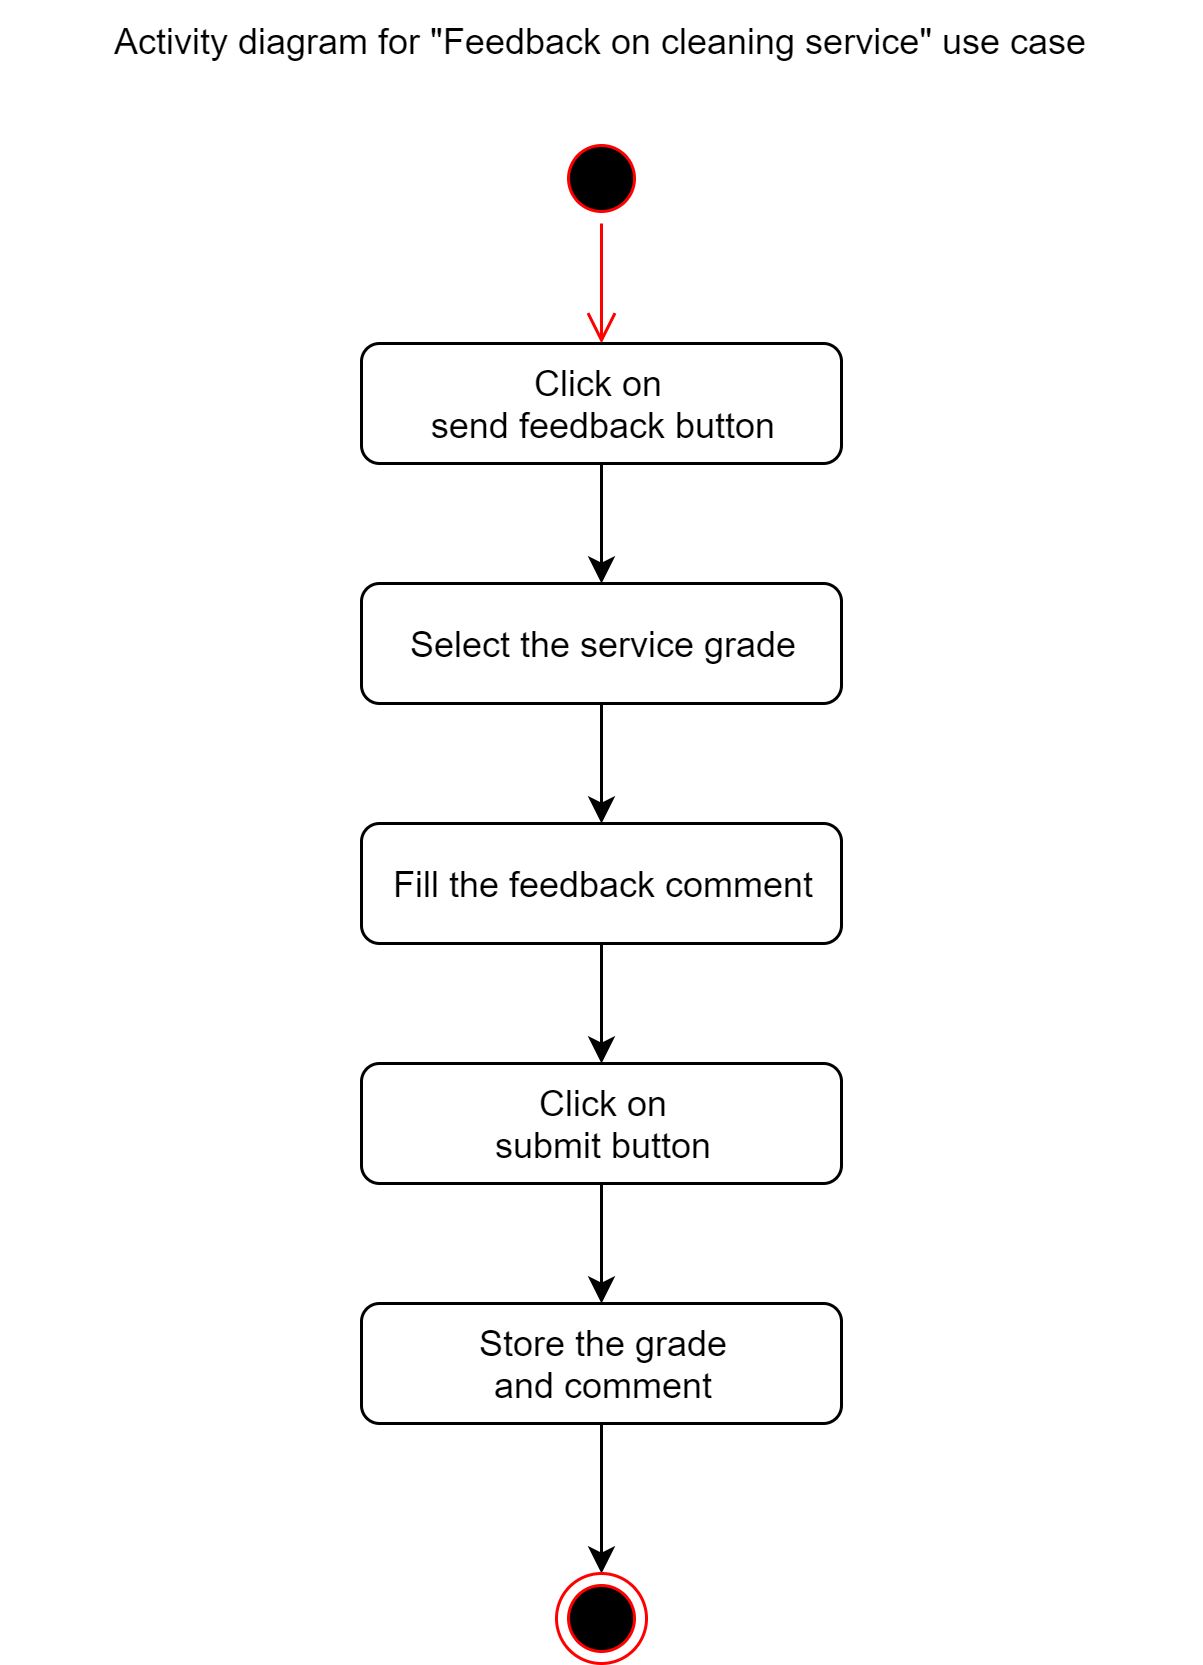 Activity diagram for "Feedback on cleaning service" use case
Click on
send feedback button
Select the service grade
Fill the feedback comment
Click on
submit button
Store the grade
and comment